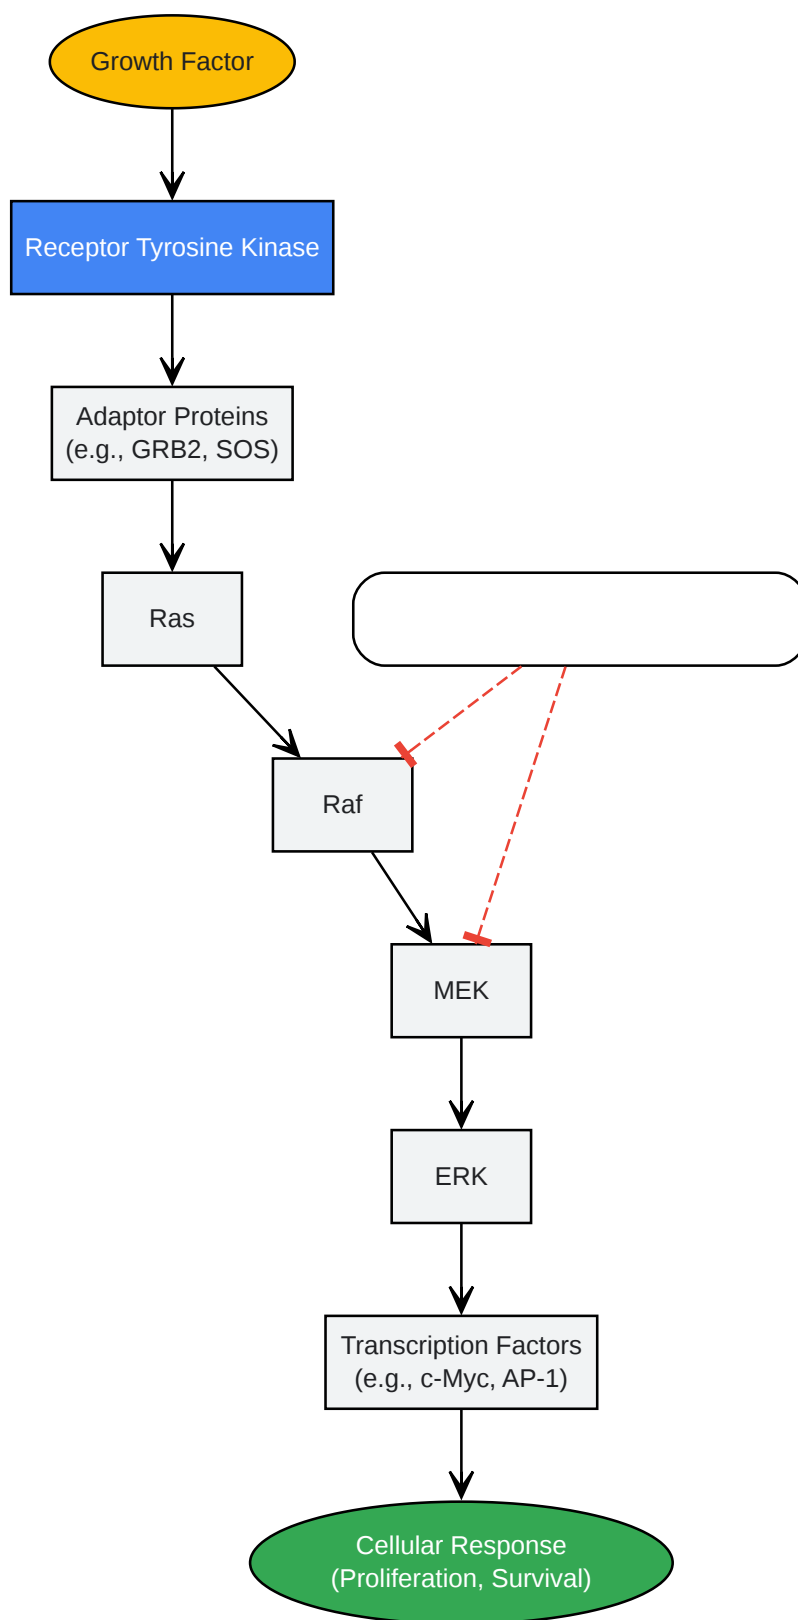 Growth Factor
Receptor Tyrosine Kinase
Adaptor Proteins
(e.g., GRB2, SOS)
Ras
Raf
MEK
ERK
Transcription Factors
(e.g., c-Myc, AP-1)
Cellular Response
(Proliferation, Survival)